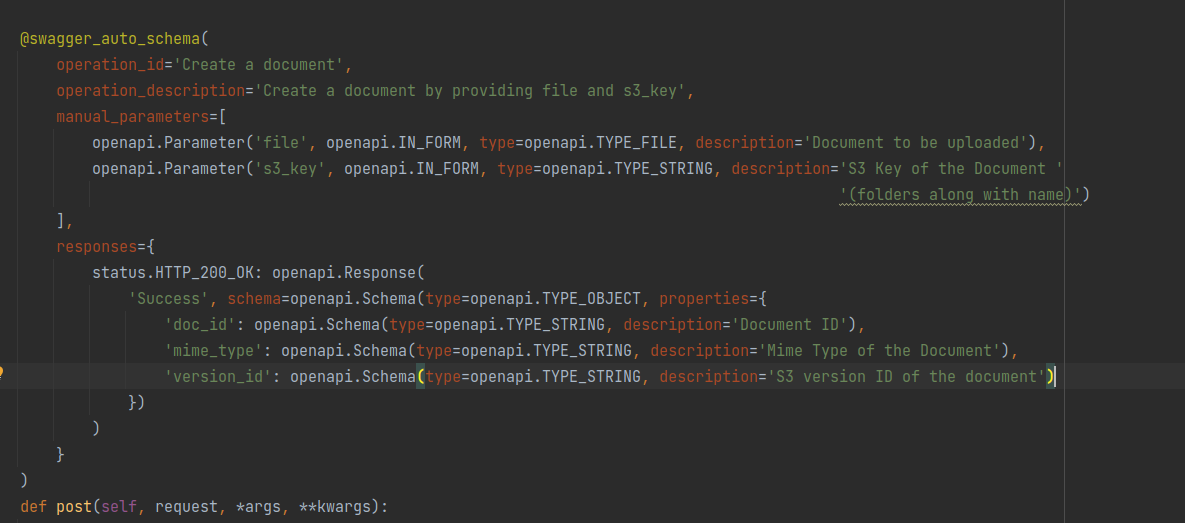 @swagger_auto_schema(
    operation_id='Create a document',
    operation_description='Create a document by providing file and s3_key',
    manual_parameters=[
        openapi.Parameter('file', openapi.IN_FORM, type=openapi.TYPE_FILE, description='Document to be uploaded'),
        openapi.Parameter('s3_key', openapi.IN_FORM, type=openapi.TYPE_STRING, description='S3 Key of the Document '
                                                                                           '(folders along with name)')
    ],
    responses={
        status.HTTP_200_OK: openapi.Response(
            'Success', schema=openapi.Schema(type=openapi.TYPE_OBJECT, properties={
                'doc_id': openapi.Schema(type=openapi.TYPE_STRING, description='Document ID'),
                'mime_type': openapi.Schema(type=openapi.TYPE_STRING, description='Mime Type of the Document'),
                'version_id': openapi.Schema(type=openapi.TYPE_STRING, description='S3 version ID of the document')
            })
        )
    }
)
def post(self, request, *args, **kwargs):